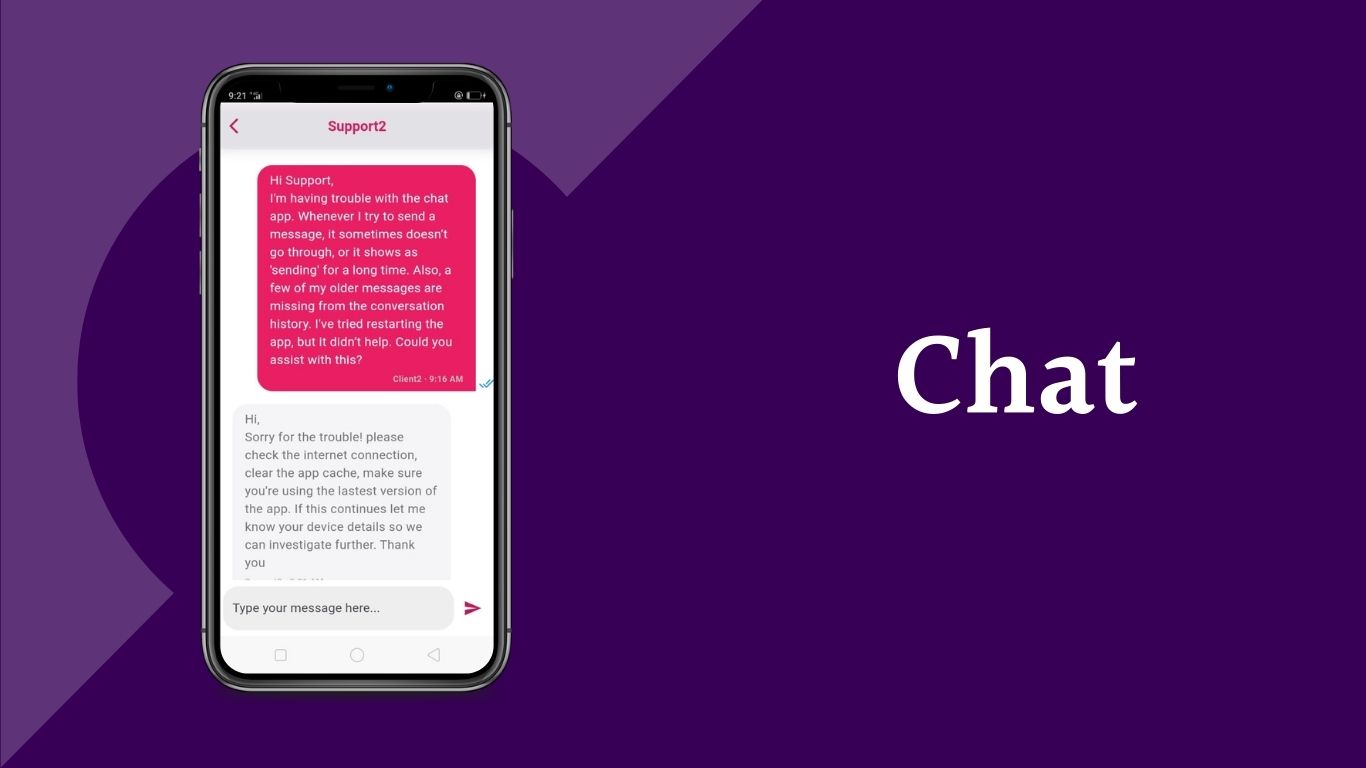 9:21
Support2
Hi Support,
I'm having trouble with the chat
app. Whenever I try to send a
message, it sometimes doesn't
go through, or it shows as
'sending' for a long time. Also, a
few of my older messages are
missing from the conversation
history. I've tried restarting the
app, but it didn't help. Could you
assist with this?
Client2 - 9:16 AM
Hi,
Sorry for the trouble! please
check the internet connection,
clear the app cache, make sure
you're using the lastest version of
the app. If this continues let me
know your device details so we
can investigate further. Thank
you
Type your message here...
Chat